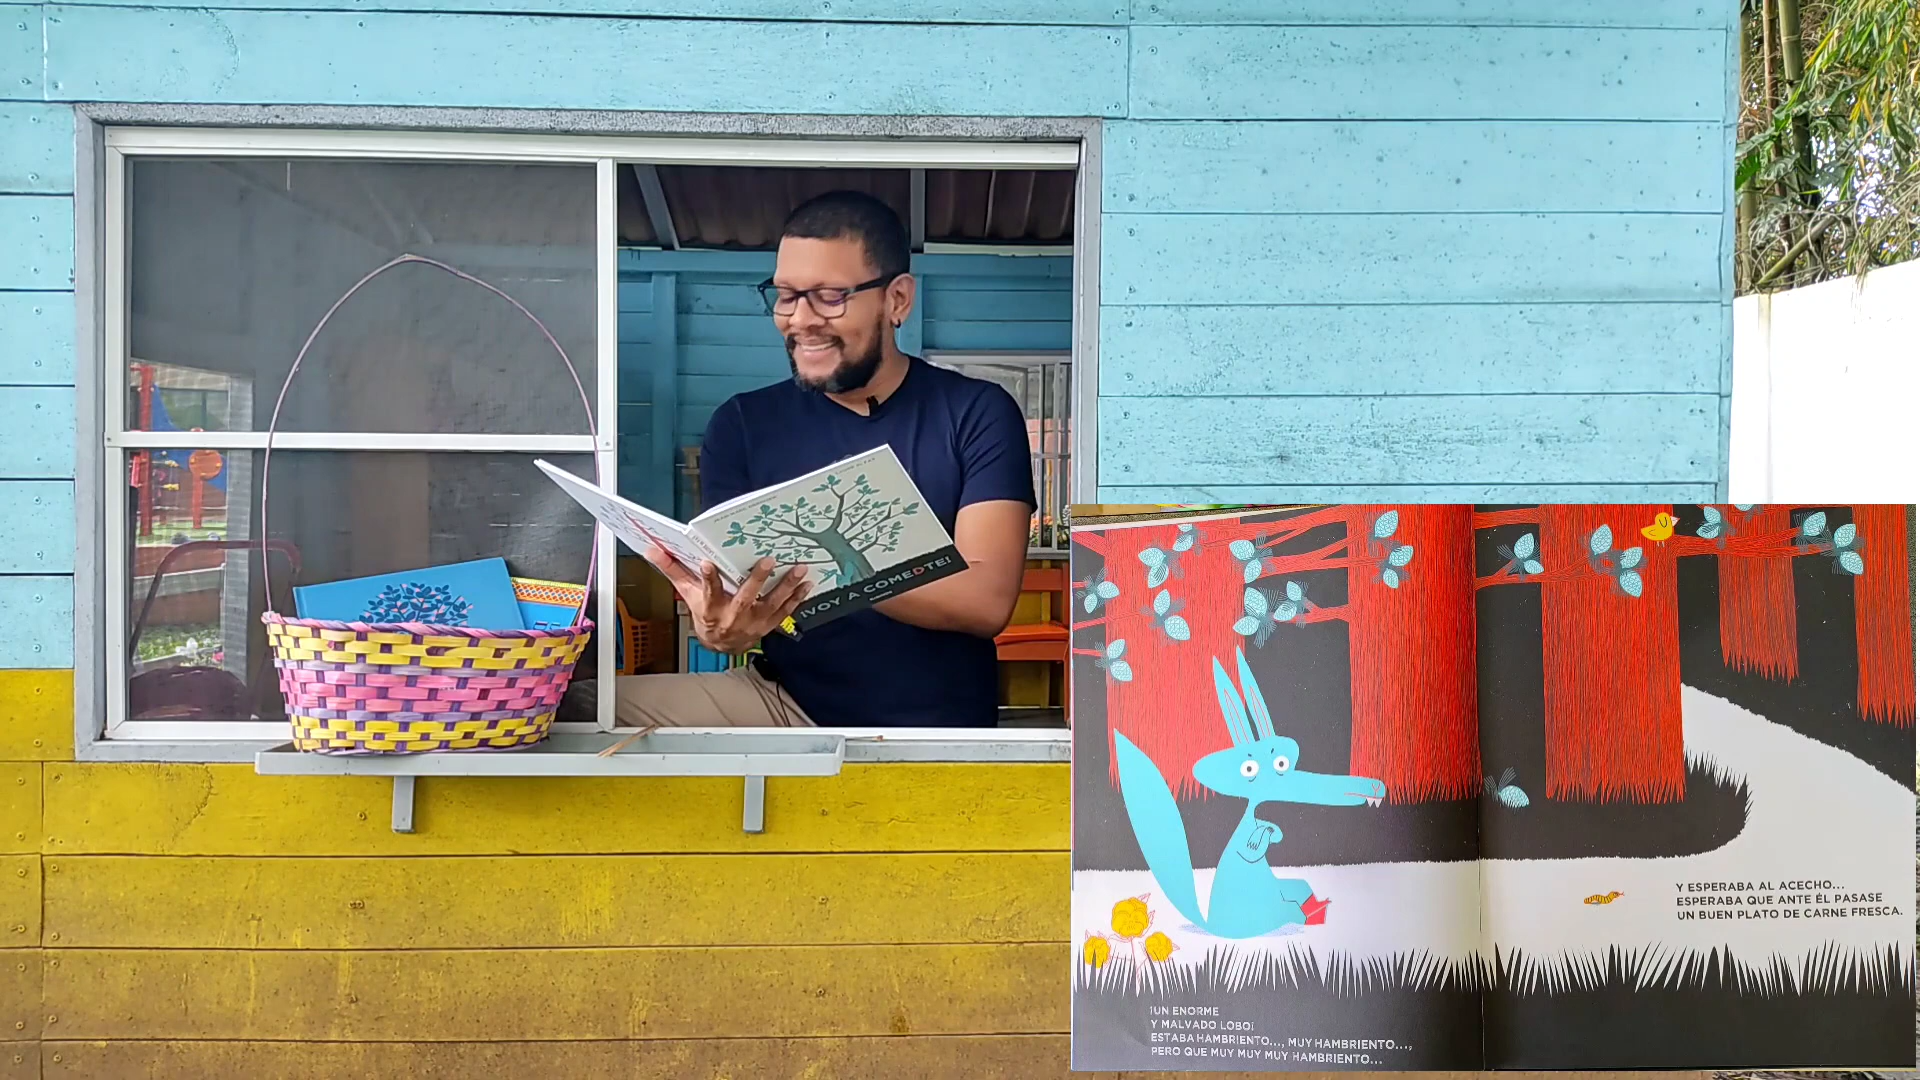 ¡VOY A COMEDTE!
Y ESPERABA AL ACECHO...
ESPERABA QUE ANTE ÉL PASASE
UN BUEN PLATO DE CARNE FRESCA.
¡UN ENORME
Y MALVADO LOBO!
ESTABA HAMBRIENTO..., MUY HAMBRIENTO...,
PERO QUE MUY MUY MUY HAMBRIENTO...